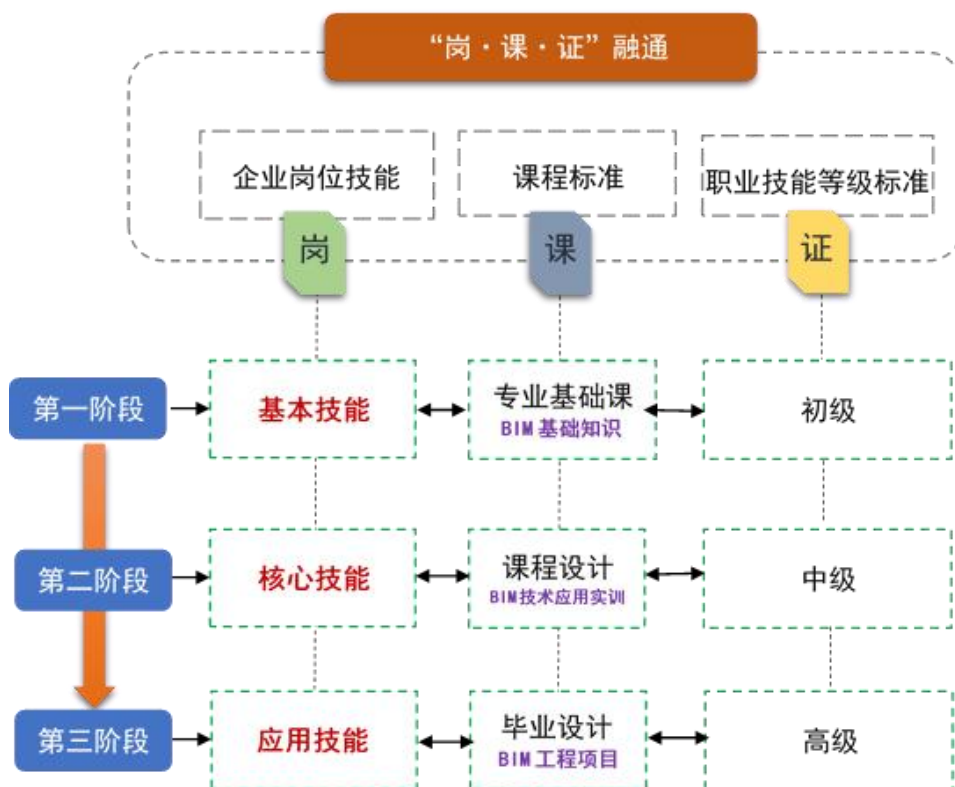 “岗·课·证”融通
企业岗位技能
课程标准
职业技能等级标准
岗
课
证
第一阶段
基本技能
专业基础课
BIM基础知识
初级
第二阶段
核心技能
课程设计
BIM技术应用实训
中级
第三阶段
应用技能
毕业设计
BIM工程项目
高级